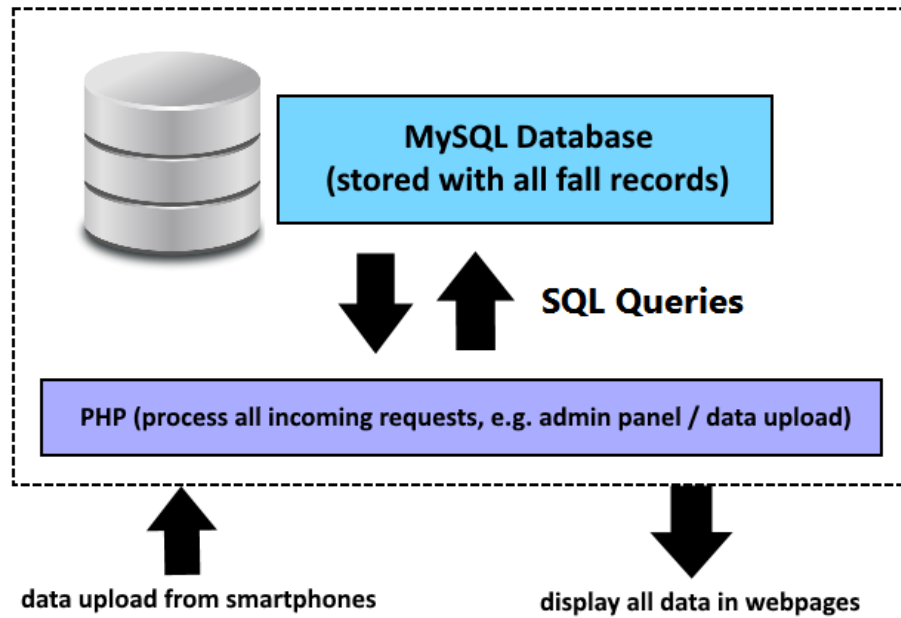 MySQL Database
(stored with all fall records)
SQL Queries
PHP (process all incoming requests, e.g. admin panel / data upload)
data upload from smartphones
display all data in webpages